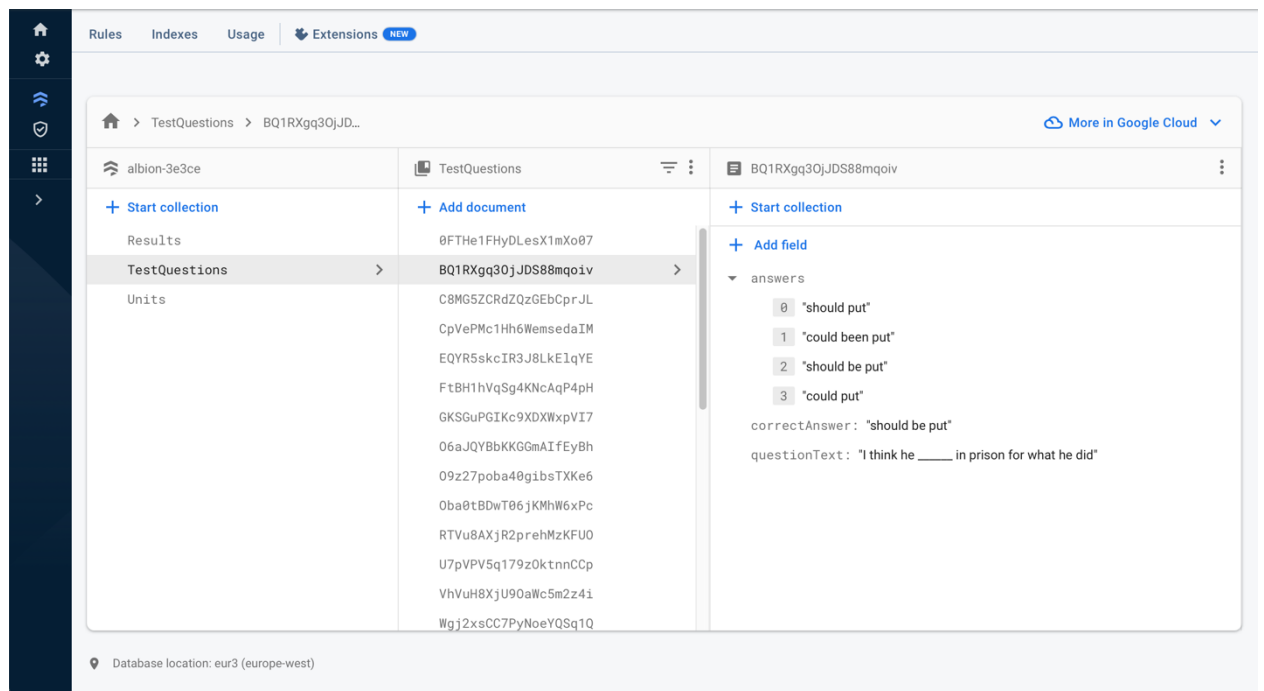 Rules Indexes Usage Extensions NEW
TestQuestions > BQ1RXgq3OjJD…
More in Google Cloud
albion-3e3ce
Start collection
Results
TestQuestions
Units
TestQuestions
Add document
0FTHe1FHyDLesX1mXo07
BQ1RXgq3OjJDS88mqoiv
C8MG5ZCRdZQzGEbCprJL
CpVePMc1Hh6WemsedaIM
EQYR5skcIR3J8LkElqYE
FtBH1hVqSg4KNcAqP4pH
GKSGuPGIKc9XDXWxpVI7
O6aJQYBbKKGGmAIfEyBh
O9z27poba40gibsTXKe6
Oba0tBDwT06jKMhW6xPc
RTVu8AXjR2prehMzKFUO
U7pVPV5q179zOktnnCCp
VhVuH8XjU9OaWc5m2z4i
Wgj2xsCC7PyNoeYQSq1Q
BQ1RXgq3OjJDS88mqoiv
Start collection
Add field
answers
0 "should put"
1 "could been put"
2 "should be put"
3 "could put"
correctAnswer: "should be put"
questionText: "I think he ______ in prison for what he did"
Database location: eur3 (europe-west)